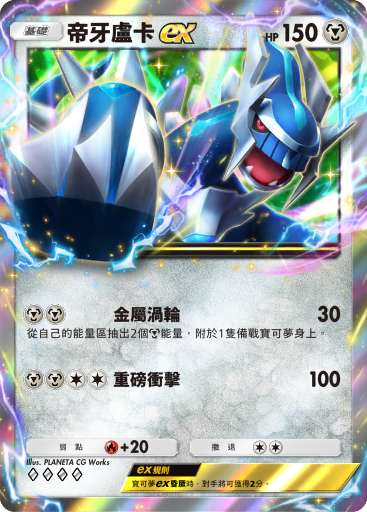 基礎 帝牙盧卡ex HP150
金屬渦輪 30
從自己的能量區抽出2個能量,附於1隻備戰寶可夢身上。
重磅衝擊 100
弱點 +20 撤退
Illus. PLANETA CG Works
ex規則
寶可夢ex昏厥時,對手將可獲得2分。